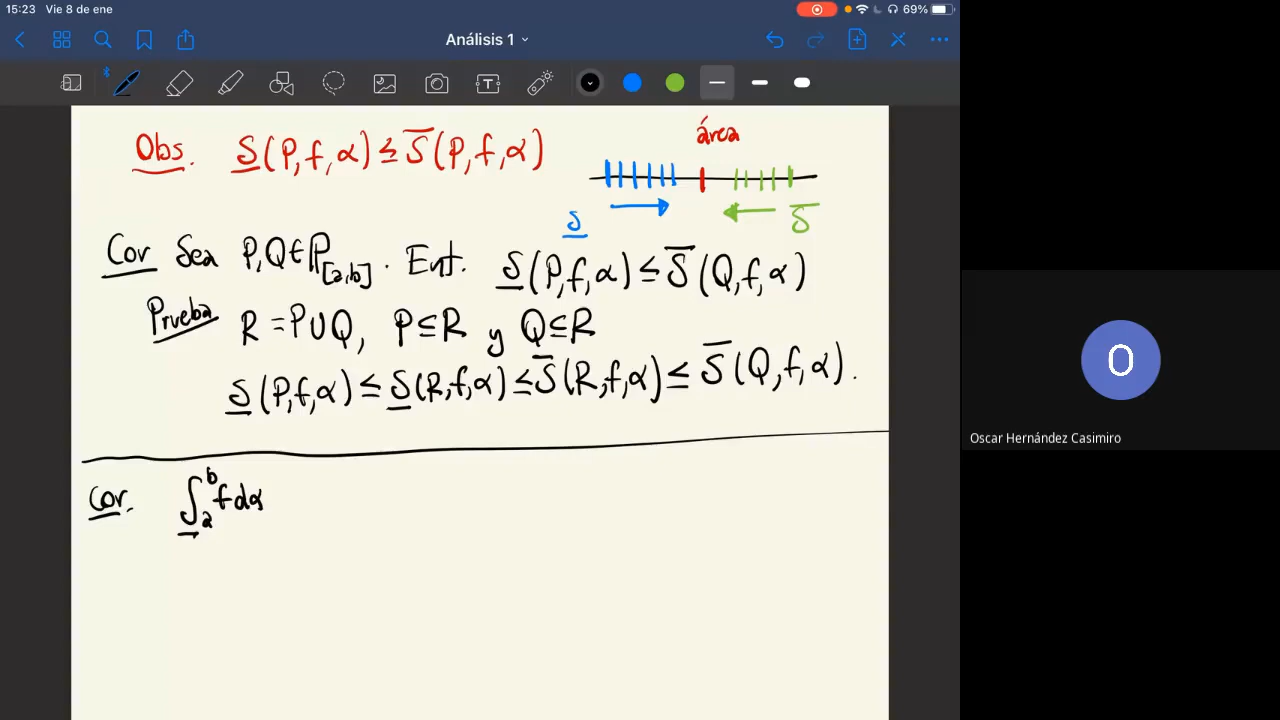 15:23 Vie 8 de ene 69%
Análisis 1
T
Obs. S̲(P,f,α) ≤ S̅(P,f,α)
área
S̲ S̅
Cor Sea P,Q∈ℙ[a,b]. Ent. S̲(P,f,α) ≤ S̅(Q,f,α)
Prueba R = P∪Q, P⊆R y Q⊆R
S̲(P,f,α) ≤ S̲(R,f,α) ≤ S̅(R,f,α) ≤ S̅(Q,f,α).
Cor. ∫̲ₐᵇ f dα
O
Oscar Hernández Casimiro